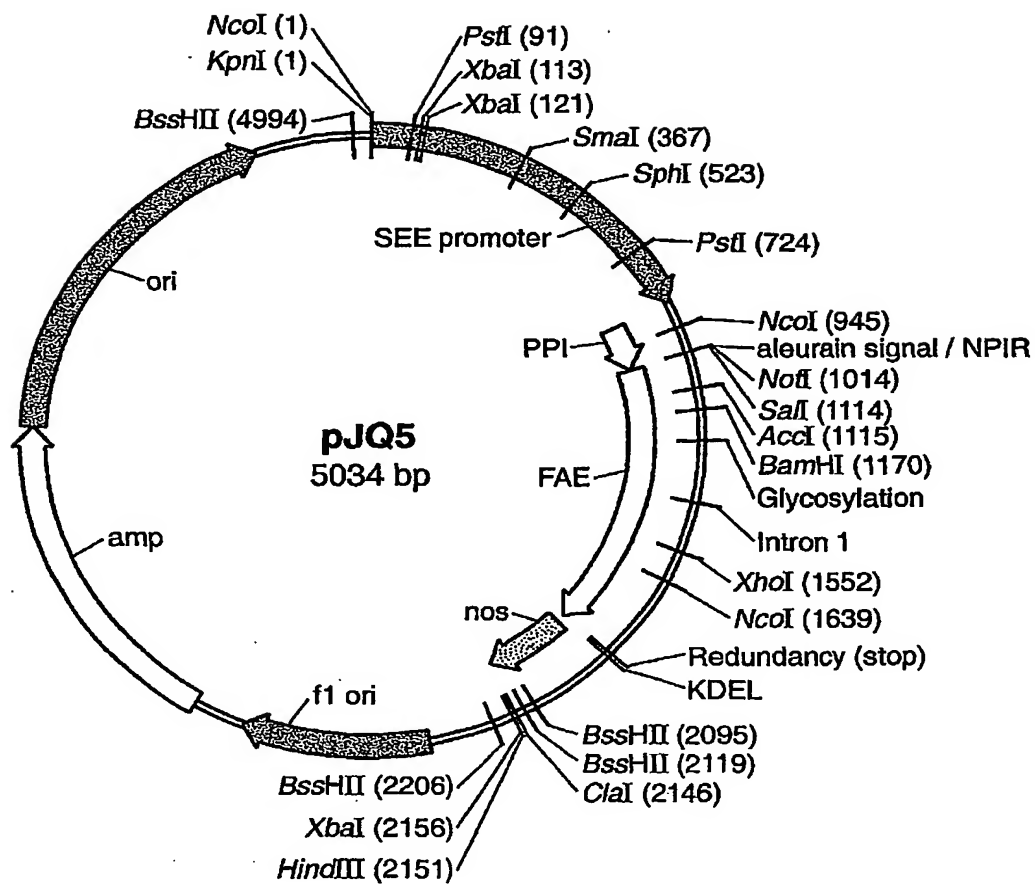 NcoI (1)
KpnI (1)
BssHII (4994)
PstI (91)
XbaI (113)
XbaI (121)
SmaI (367)
SphI (523)
SEE promoter
PstI (724)
ori
NcoI (945)
PPI
aleurain signal / NPIR
NotI (1014)
SalI (1114)
AccI (1115)
BamHI (1170)
pJQ5
5034 bp
FAE
Glycosylation
Intron 1
amp
XhoI (1552)
NcoI (1639)
nos
Redundancy (stop)
KDEL
f1 ori
BssHII (2095)
BssHII (2119)
ClaI (2146)
BssHII (2206)
XbaI (2156)
HindIII (2151)